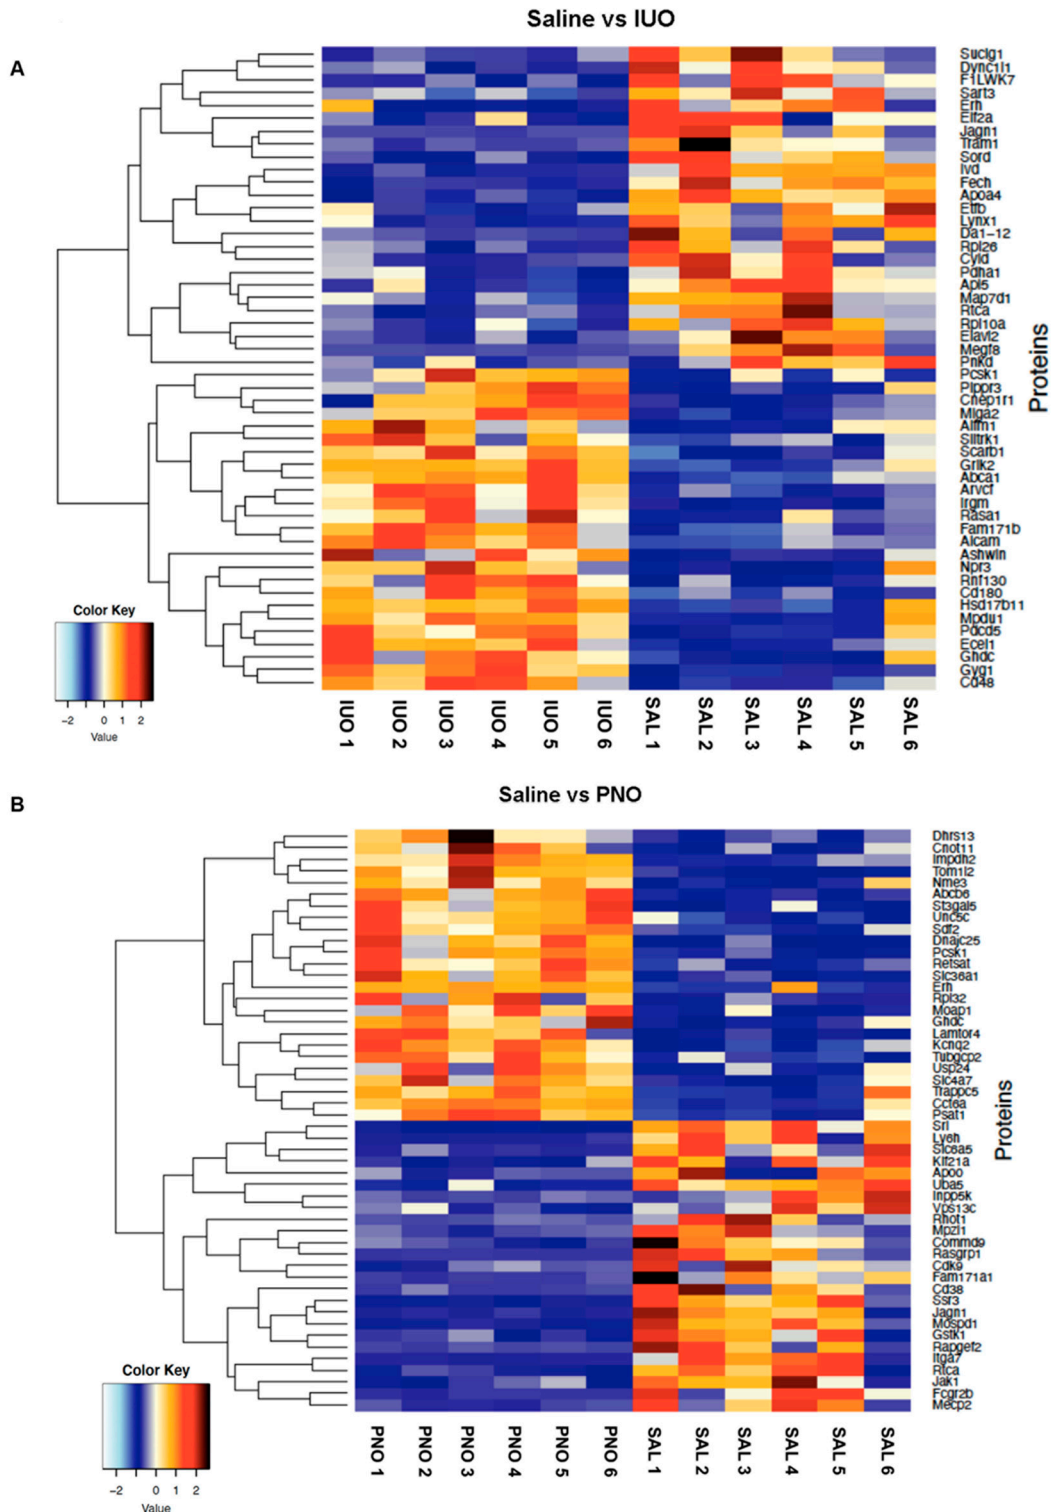 Saline vs IUO
A
Suclg1
Dync1l1
F1LWK7
Sart3
Erh
Eif2a
Jagn1
Tram1
Sord
Ivd
Fech
Apoa4
Etfb
Lynx1
Da1-12
Rpl26
Cyld
Pdha1
Api5
Map7d1
Rtca
Rpl10a
Elavl2
Megf8
Pnkd
Pcsk1
Plppr3
Cnep1r1
Miga2
Aifm1
Slitrk1
Scarb1
Grik2
Abca1
Arvcf
Irgm
Rasa1
Fam171b
Alcam
Ashwin
Npr3
Rnf130
Cd180
Hsd17b11
Mpdu1
Pdcd5
Ecel1
Ghdc
Gyg1
Cd48
Proteins
Color Key
-2 0 1 2
Value
IUO 1
IUO 2
IUO 3
IUO 4
IUO 5
IUO 6
SAL 1
SAL 2
SAL 3
SAL 4
SAL 5
SAL 6
Saline vs PNO
B
Dhrs13
Cnot11
Impdh2
Tom1l2
Nme3
Abcb6
St3gal5
Unc5c
Sdf2
Dnajc25
Pcsk1
Retsat
Slc36a1
Erh
Rpl32
Moap1
Ghdc
Lamtor4
Kcnq2
Tubgcp2
Usp24
Slc4a7
Trappc5
Cct6a
Psat1
Srl
Ly6h
Slc6a5
Kif21a
Apoo
Uba5
Inpp5k
Vps13c
Rhot1
Mpzl1
Commd9
Rasgrp1
Cdk9
Fam171a1
Cd38
Ssr3
Jagn1
Mospd1
Gstk1
Rapgef2
Itga7
Rtca
Jak1
Fcgr2b
Mecp2
Proteins
Color Key
-2 0 1 2
Value
PNO 1
PNO 2
PNO 3
PNO 4
PNO 5
PNO 6
SAL 1
SAL 2
SAL 3
SAL 4
SAL 5
SAL 6